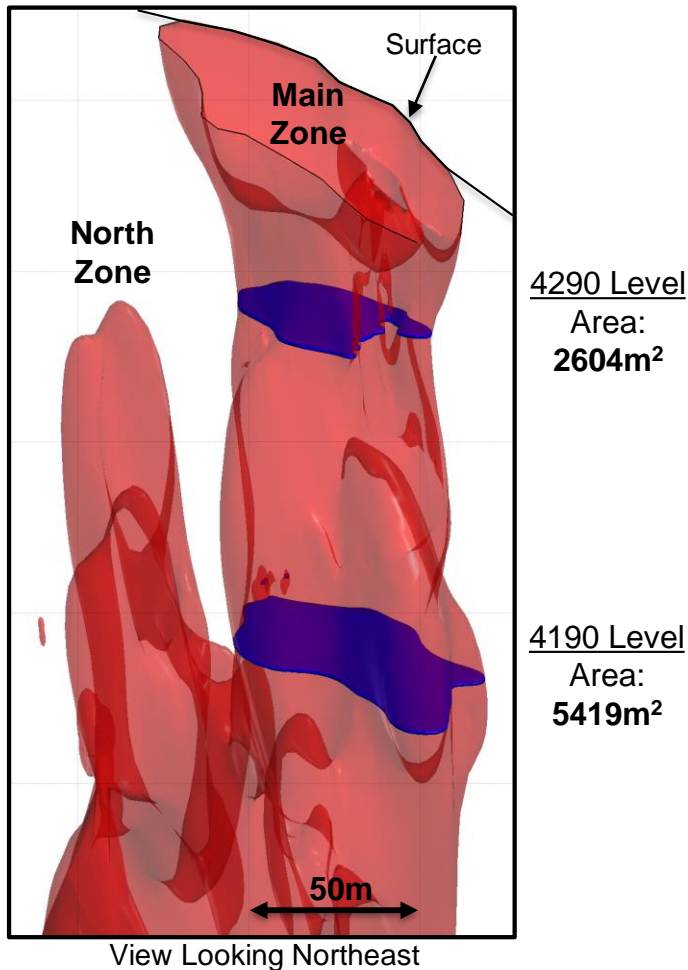 Surface
Main
Zone
North
Zone
4290 Level
Area:
2604m²
4190 Level
Area:
5419m²
50m
View Looking Northeast